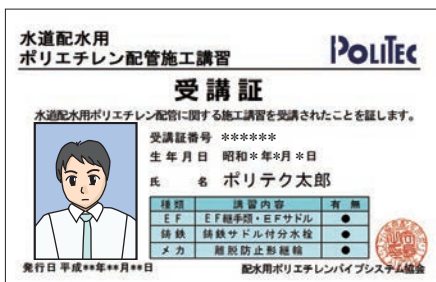 水道配水用
ポリエチレン配管施工講習
POLITEC
受講証
水道配水用ポリエチレン配管に関する施工講習を受講されたことを証します。
受講証番号 ******
生年月日 昭和*年*月*日
氏 名 ポリテク太郎
種類 講習内容 有無
EF EF継手類・EFサドル ●
鋳鉄 鋳鉄サドル付分水栓 ●
メカ 離脱防止形継輪 ●
発行日 平成**年**月**日
配水用ポリエチレンパイプシステム協会